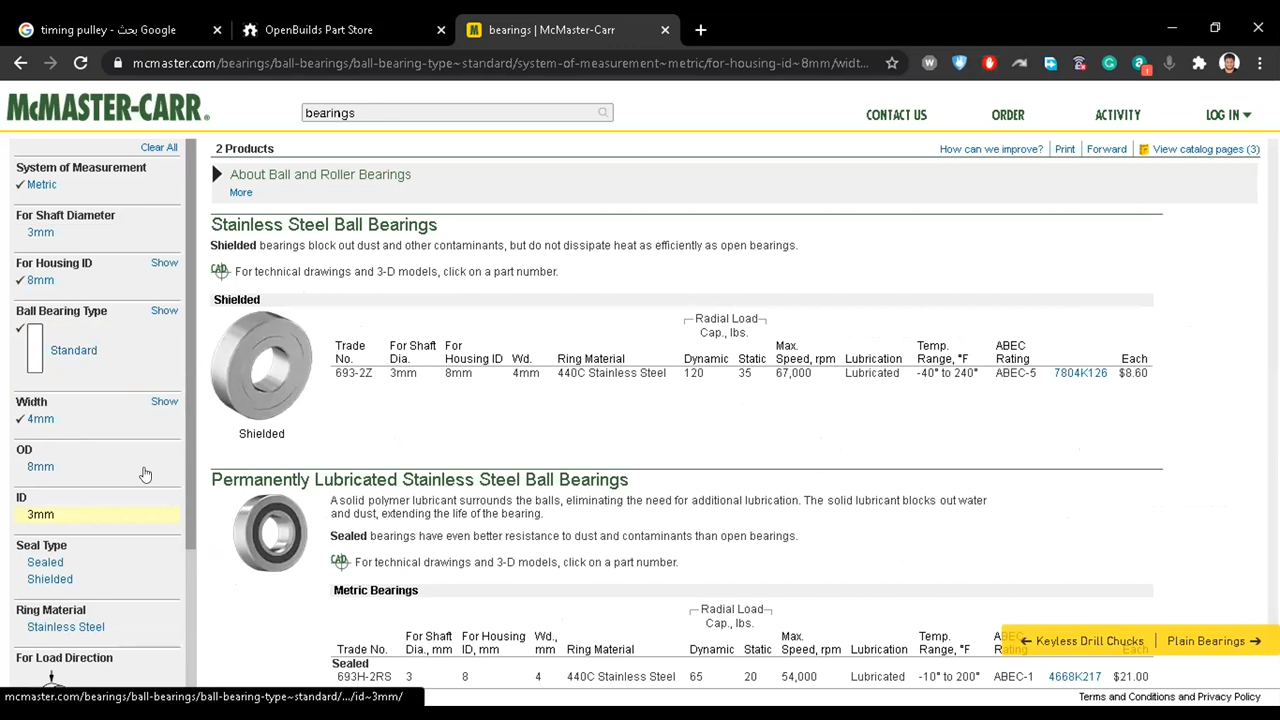 timing pulley - بحث Google
OpenBuilds Part Store
bearings | McMaster-Carr
mcmaster.com/bearings/ball-bearings/ball-bearing-type~standard/system-of-measurement~metric/for-housing-id~8mm/widt...
McMASTER-CARR®
bearings
CONTACT US
ORDER
ACTIVITY
LOG IN
Clear All
System of Measurement
Metric
For Shaft Diameter
3mm
For Housing ID Show
8mm
Ball Bearing Type Show
Standard
Width Show
4mm
OD
8mm
ID
3mm
Seal Type
Sealed
Shielded
Ring Material
Stainless Steel
For Load Direction
2 Products
How can we improve? Print Forward View catalog pages (3)
About Ball and Roller Bearings
More
Stainless Steel Ball Bearings
Shielded bearings block out dust and other contaminants, but do not dissipate heat as efficiently as open bearings.
CAD For technical drawings and 3-D models, click on a part number.
Shielded
Shielded
Radial Load
Cap., lbs.
Trade For Shaft For Max. Temp. ABEC
No. Dia. Housing ID Wd. Ring Material Dynamic Static Speed, rpm Lubrication Range, °F Rating Each
693-2Z 3mm 8mm 4mm 440C Stainless Steel 120 35 67,000 Lubricated -40° to 240° ABEC-5 7804K126 $8.60
Permanently Lubricated Stainless Steel Ball Bearings
A solid polymer lubricant surrounds the balls, eliminating the need for additional lubrication. The solid lubricant blocks out water
and dust, extending the life of the bearing.
Sealed bearings have even better resistance to dust and contaminants than open bearings.
CAD For technical drawings and 3-D models, click on a part number.
Metric Bearings
Radial Load
Cap., lbs.
For Shaft For Housing Wd., Max. Temp.
Trade No. Dia., mm ID, mm mm Ring Material Dynamic Static Speed, rpm Lubrication Range, °F Each
Sealed
693H-2RS 3 8 4 440C Stainless Steel 65 20 54,000 Lubricated -10° to 200° ABEC-1 4668K217 $21.00
Keyless Drill Chucks
Plain Bearings
mcmaster.com/bearings/ball-bearings/ball-bearing-type~standard/.../id~3mm/
Terms and Conditions and Privacy Policy